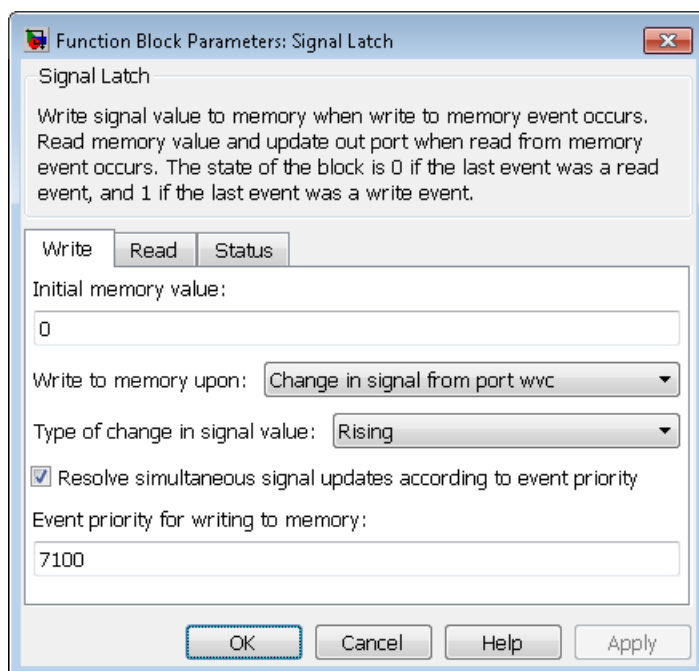 Function Block Parameters: Signal Latch
Signal Latch
Write signal value to memory when write to memory event occurs.
Read memory value and update out port when read from memory
event occurs. The state of the block is 0 if the last event was a read
event, and 1 if the last event was a write event.
Write Read Status
Initial memory value:
0
Write to memory upon: Change in signal from port wvc
Type of change in signal value: Rising
Resolve simultaneous signal updates according to event priority
Event priority for writing to memory:
7100
OK Cancel Help Apply